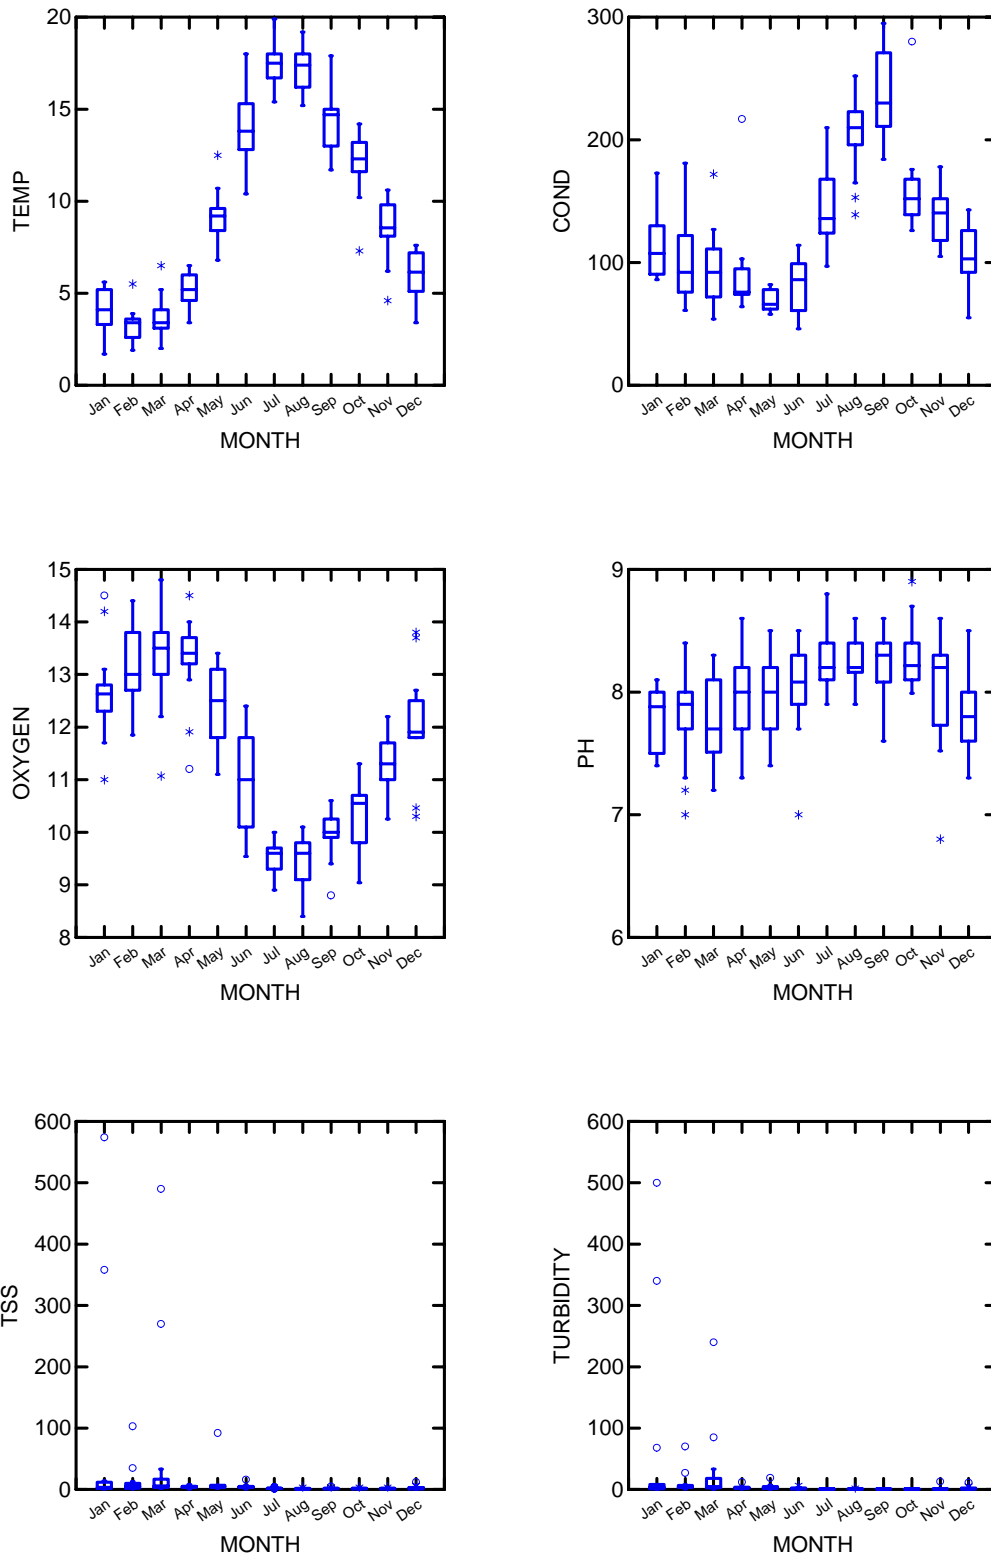 20
15
10
5
0
TEMP
Jan Feb Mar Apr May Jun Jul Aug Sep Oct Nov Dec
MONTH
300
200
100
0
COND
Jan Feb Mar Apr May Jun Jul Aug Sep Oct Nov Dec
MONTH
15
14
13
12
11
10
9
8
OXYGEN
Jan Feb Mar Apr May Jun Jul Aug Sep Oct Nov Dec
MONTH
9
8
7
6
PH
Jan Feb Mar Apr May Jun Jul Aug Sep Oct Nov Dec
MONTH
600
500
400
300
200
100
0
TSS
Jan Feb Mar Apr May Jun Jul Aug Sep Oct Nov Dec
MONTH
600
500
400
300
200
100
0
TURBIDITY
Jan Feb Mar Apr May Jun Jul Aug Sep Oct Nov Dec
MONTH